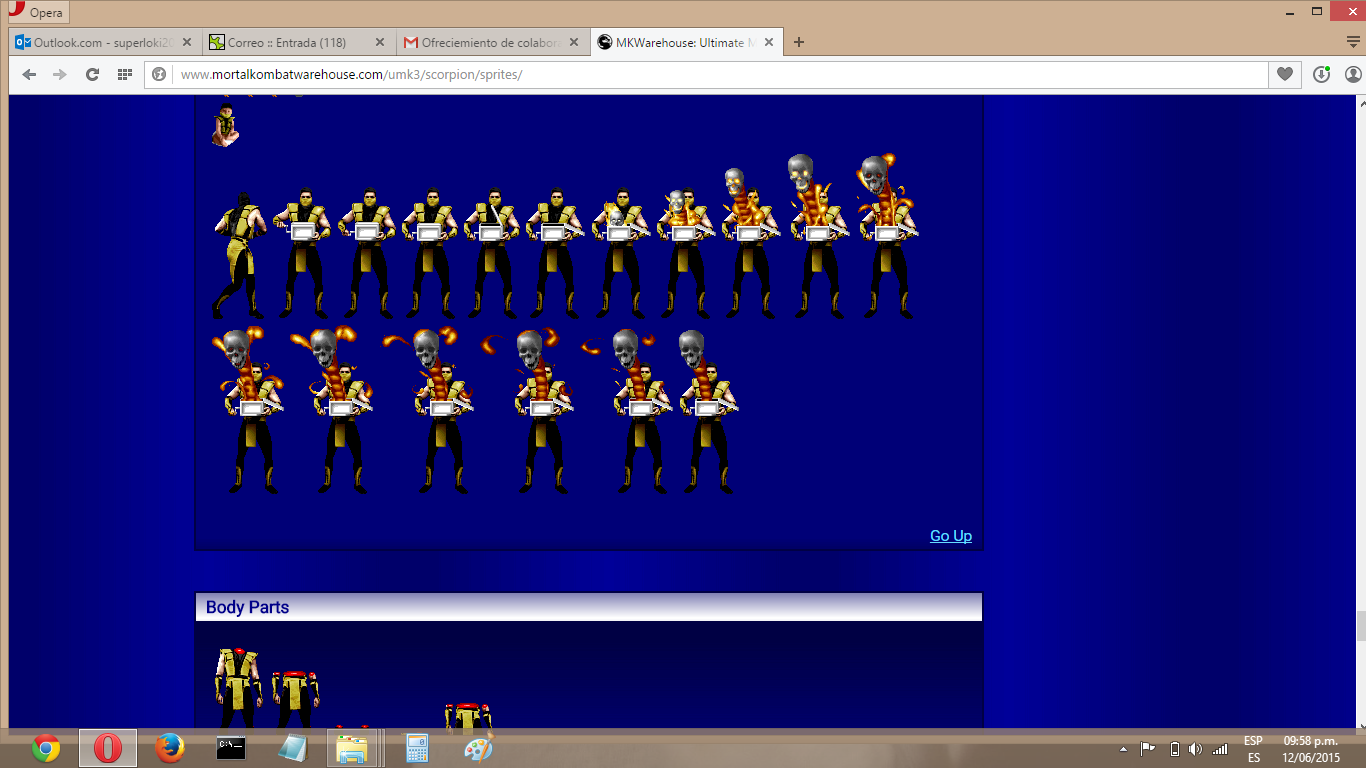 Opera
Outlook.com - superloki20
Correo :: Entrada (118)
Ofreciemiento de colabora
MKWarehouse: Ultimate M
www.mortalkombatwarehouse.com/umk3/scorpion/sprites/
Go Up
Body Parts
C:\_
ESP
ES
09:58 p.m.
12/06/2015